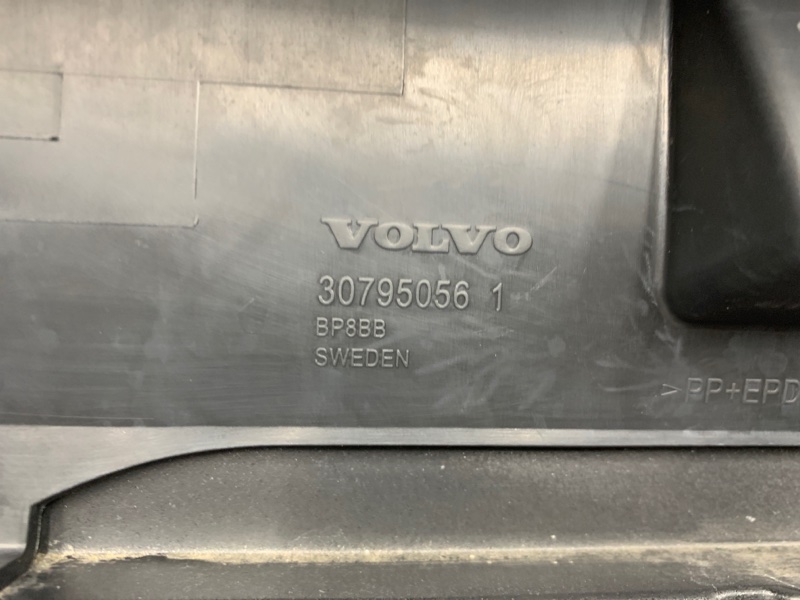 VOLVO
30795056 1
BP8BB
SWEDEN
>PP+EPD